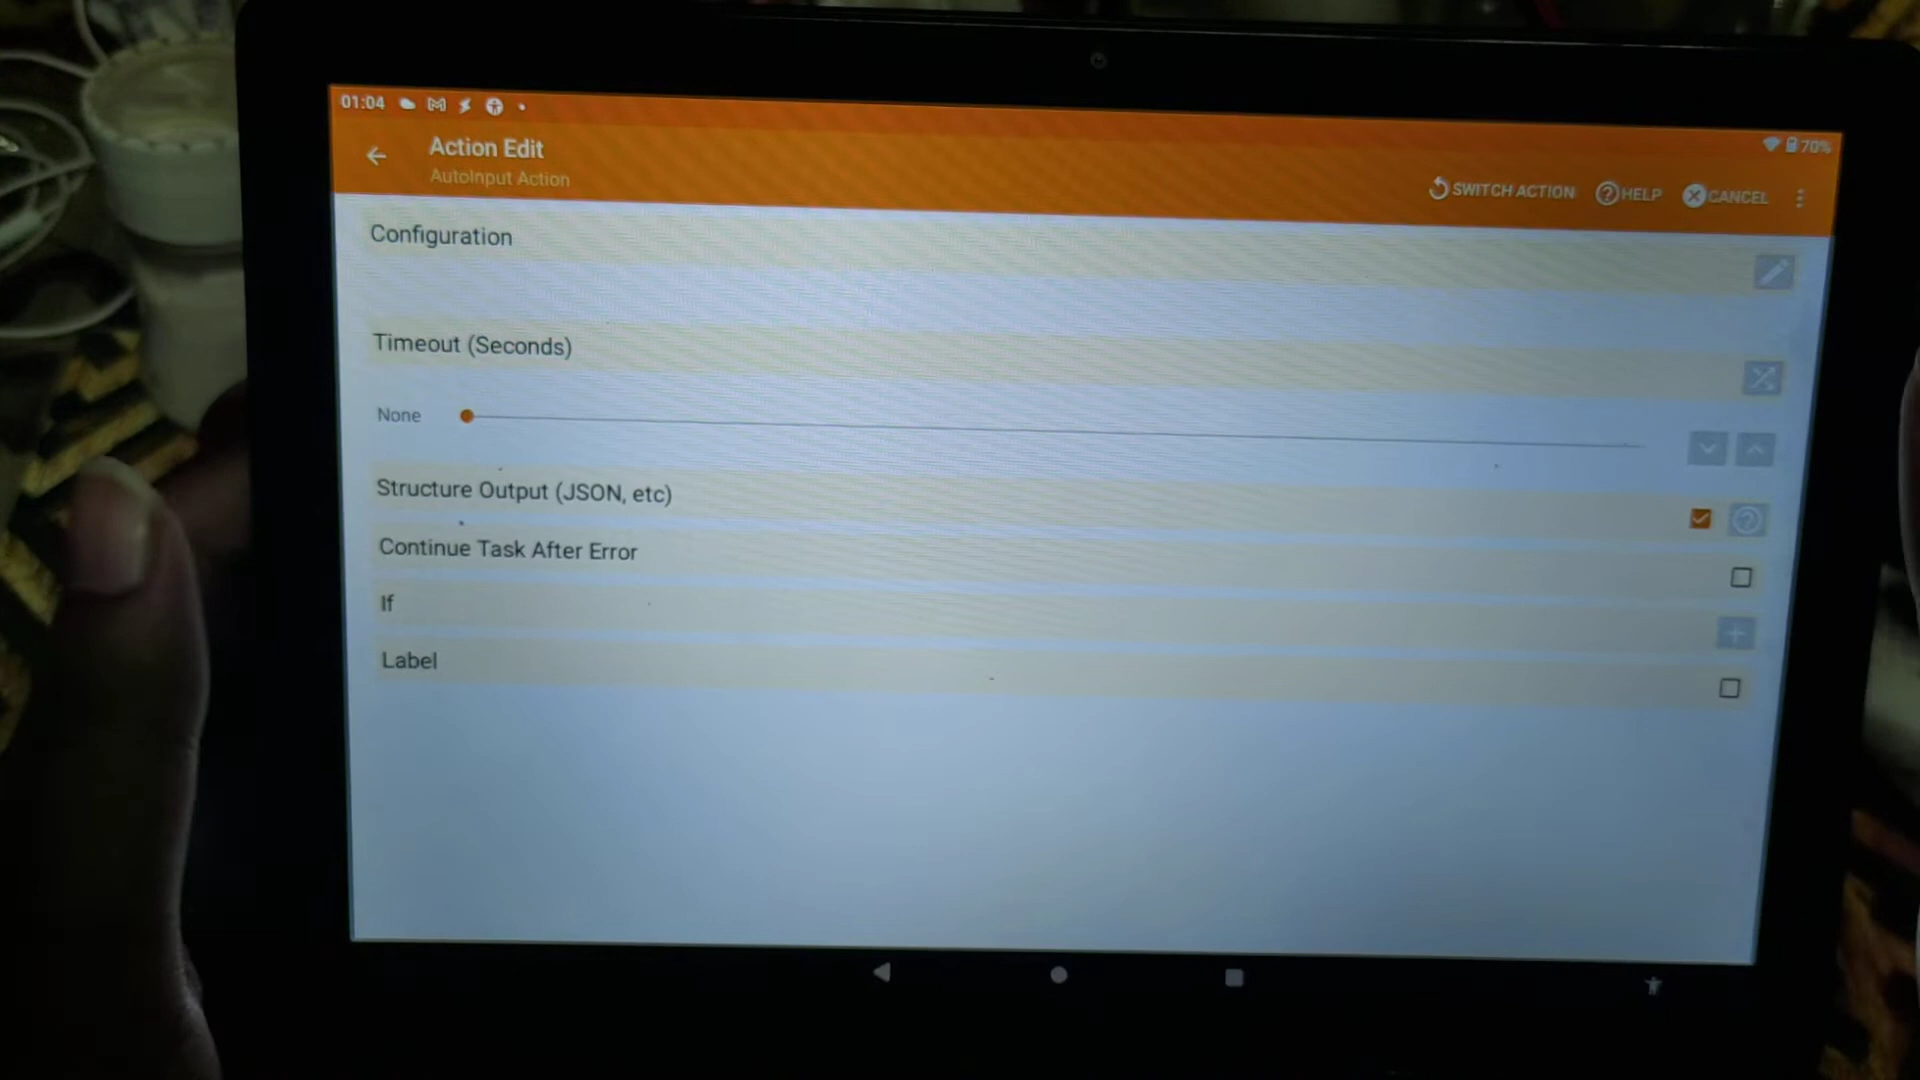 01:04
70%
Action Edit
AutoInput Action
SWITCH ACTION
HELP
CANCEL
Configuration
Timeout (Seconds)
None
Structure Output (JSON, etc)
Continue Task After Error
If
Label